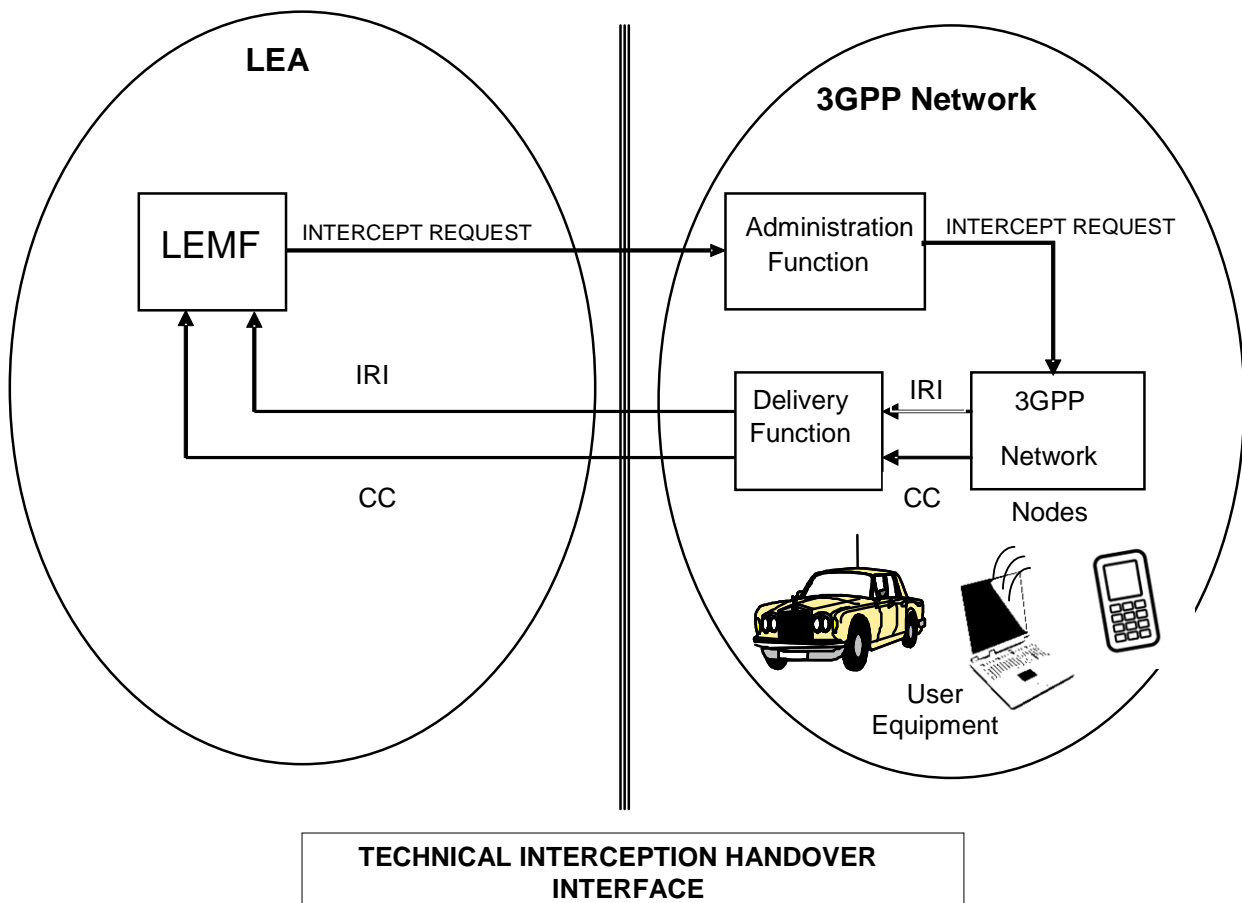 LEA
3GPP Network
LEMF
INTERCEPT REQUEST
Administration
Function
INTERCEPT REQUEST
IRI
CC
Delivery
Function
IRI
CC
3GPP
Network
Nodes
User
Equipment
TECHNICAL INTERCEPTION HANDOVER
INTERFACE